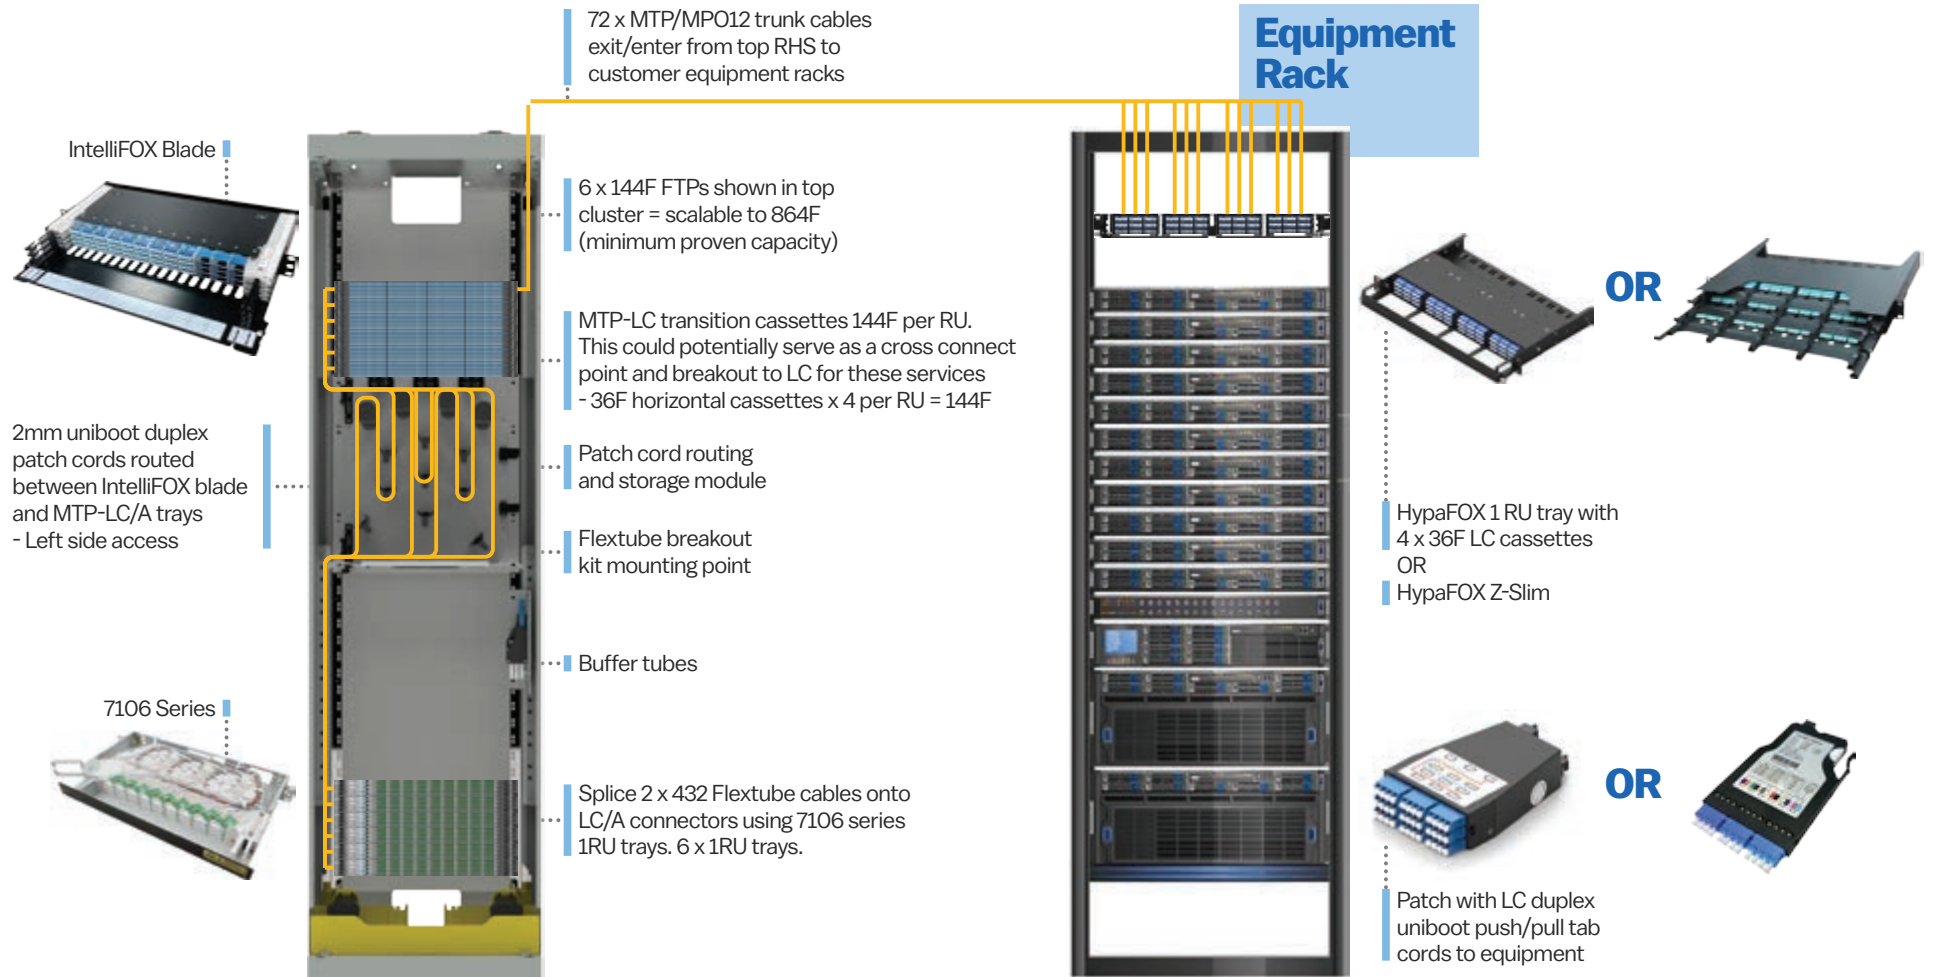 72 x MTP/MPO12 trunk cables
exit/enter from top RHS to
customer equipment racks
Equipment
Rack
IntelliFOX Blade
6 x 144F FTPs shown in top
cluster = scalable to 864F
(minimum proven capacity)
MTP-LC transition cassettes 144F per RU.
This could potentially serve as a cross connect
point and breakout to LC for these services
- 36F horizontal cassettes x 4 per RU = 144F
OR
2mm uniboot duplex
patch cords routed
between IntelliFOX blade
and MTP-LC/A trays
- Left side access
Patch cord routing
and storage module
Flextube breakout
kit mounting point
HypaFOX 1 RU tray with
4 x 36F LC cassettes
OR
HypaFOX Z-Slim
Buffer tubes
7106 Series
Splice 2 x 432 Flextube cables onto
LC/A connectors using 7106 series
1RU trays. 6 x 1RU trays.
OR
Patch with LC duplex
uniboot push/pull tab
cords to equipment